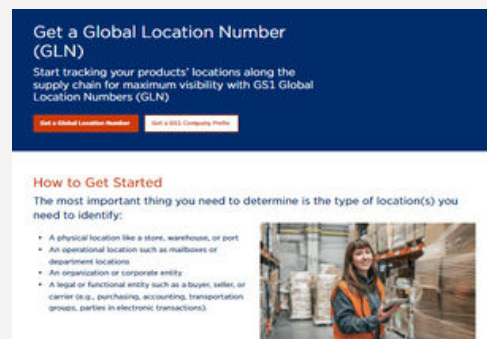 Get a Global Location Number
(GLN)
Start tracking your products' locations along the
supply chain for maximum visibility with GS1 Global
Location Numbers (GLN)
Get a Global Location Number
Get a GS1 Company Prefix
How to Get Started
The most important thing you need to determine is the type of location(s) you
need to identify:
• A physical location like a store, warehouse, or port
• An operational location such as mailboxes or
department locations
• An organization or corporate entity
• A legal or functional entity such as a buyer, seller, or
carrier (e.g., purchasing, accounting, transportation
groups, parties in electronic transactions).